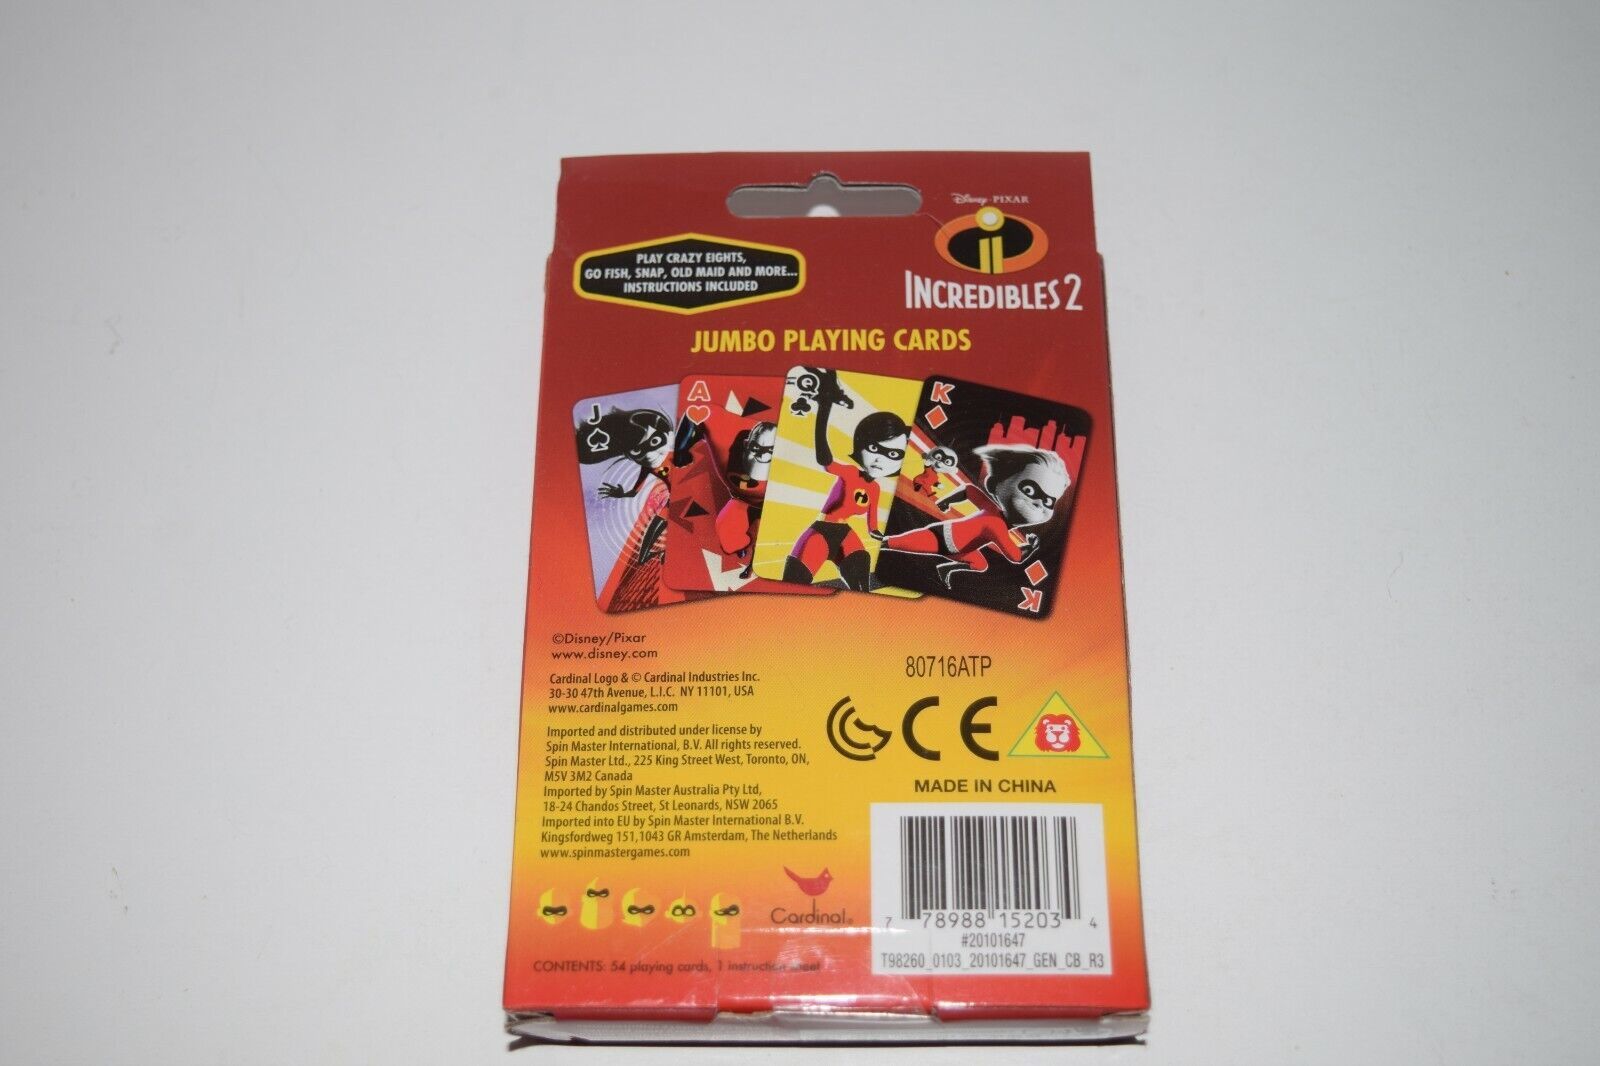 Disney PIXAR
INCREDIBLES 2
PLAY CRAZY EIGHTS,
GO FISH, SNAP, OLD MAID AND MORE...
INSTRUCTIONS INCLUDED
JUMBO PLAYING CARDS
J
A
Q
K
K
©Disney/Pixar
www.disney.com
Cardinal Logo & © Cardinal Industries Inc.
30-30 47th Avenue, L.I.C. NY 11101, USA
www.cardinalgames.com
Imported and distributed under license by
Spin Master International, B.V. All rights reserved.
Spin Master Ltd., 225 King Street West, Toronto, ON,
M5V 3M2 Canada
Imported by Spin Master Australia Pty Ltd,
18-24 Chandos Street, St Leonards, NSW 2065
Imported into EU by Spin Master International B.V.
Kingsfordweg 151,1043 GR Amsterdam, The Netherlands
www.spinmastergames.com
Cardinal®
CONTENTS: 54 playing cards, 1 instruction sheet
80716ATP
CE
MADE IN CHINA
7 78988 15203 4
#20101647
T98260_0103_20101647_GEN_CB_R3